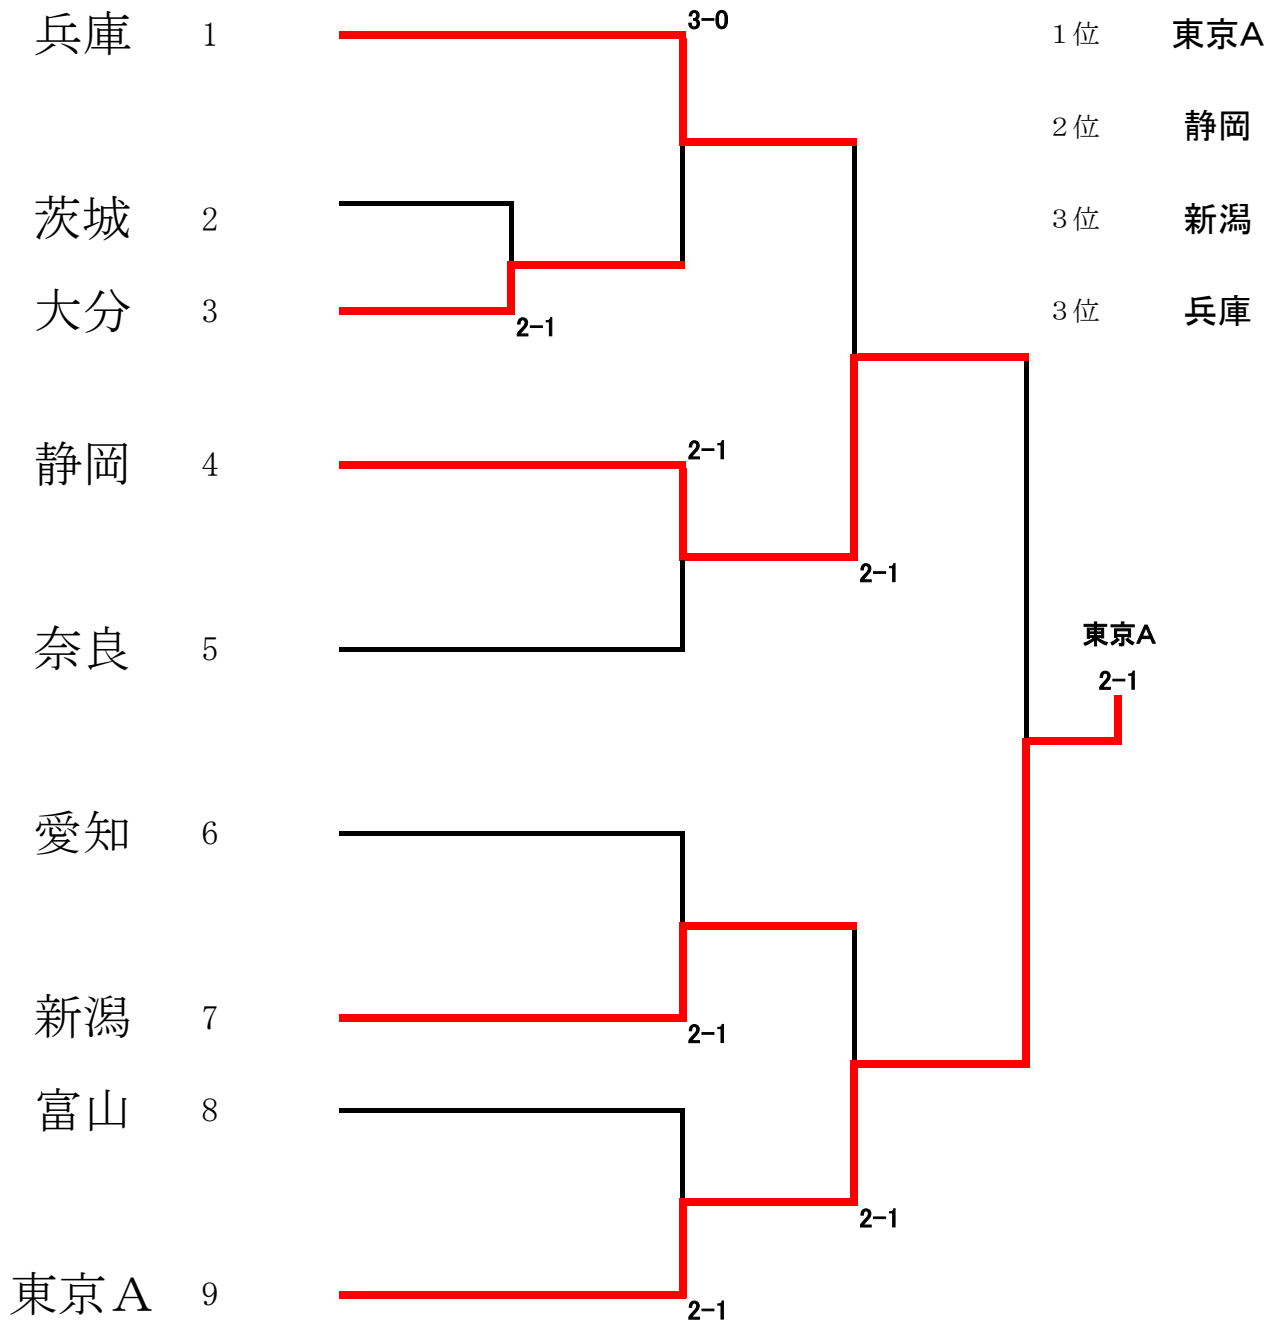 兵庫 1
3-0
1位 東京A
2位 静岡
茨城 2
3位 新潟
大分 3
2-1
3位 兵庫
静岡 4
2-1
2-1
奈良 5
東京A
2-1
愛知 6
新潟 7
2-1
富山 8
2-1
東京A 9
2-1